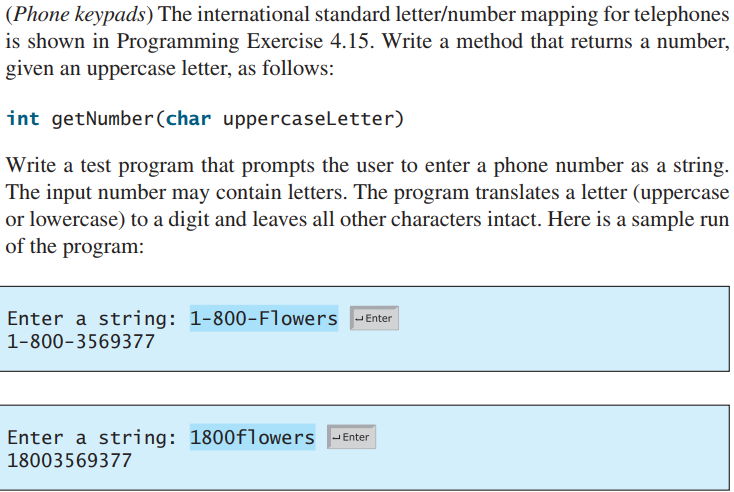 (Phone keypads) The international standard letter/number mapping for telephones
is shown in Programming Exercise 4.15. Write a method that returns a number,
given an uppercase letter, as follows:
int getNumber(char uppercaseLetter)
Write a test program that prompts the user to enter a phone number as a string.
The input number may contain letters. The program translates a letter (uppercase
or lowercase) to a digit and leaves all other characters intact. Here is a sample run
of the program:
Enter a string: 1-800-Flowers ↵Enter
1-800-3569377
Enter a string: 1800flowers ↵Enter
18003569377